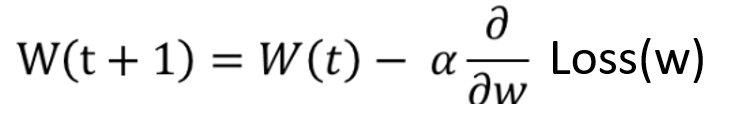 W(t + 1) = W(t) − α ∂/∂w Loss(w)